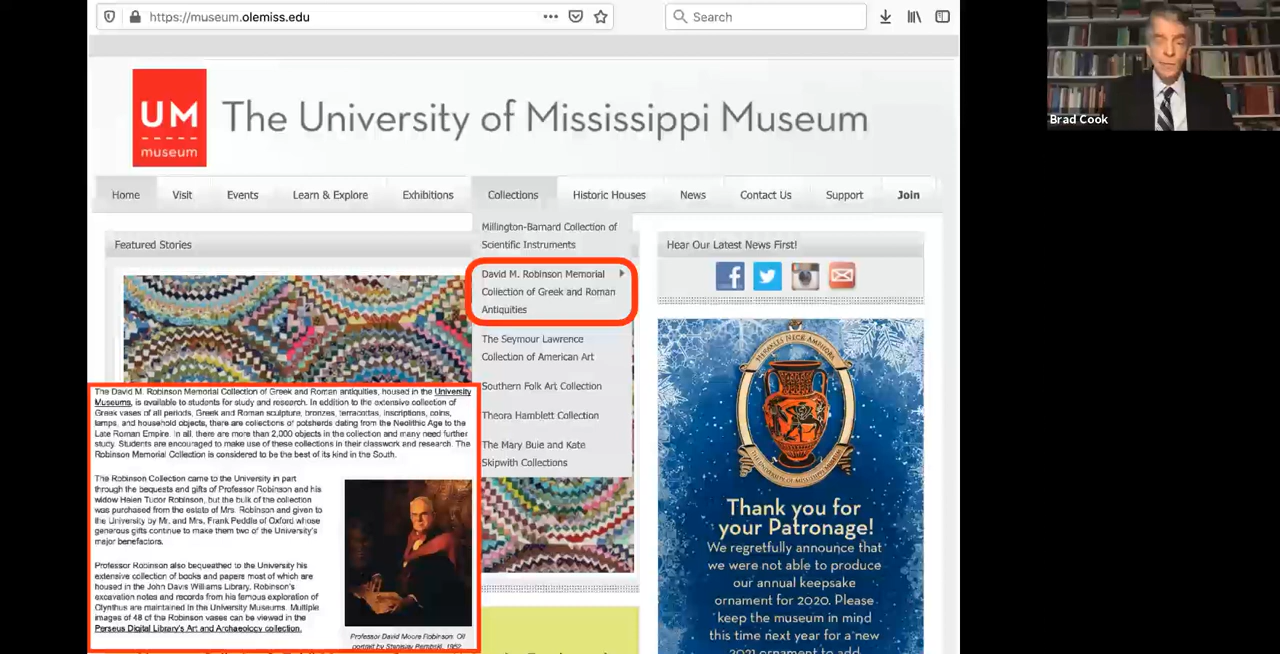 https://museum.olemiss.edu
Search
UM
museum
The University of Mississippi Museum
Home
Visit
Events
Learn & Explore
Exhibitions
Collections
Historic Houses
News
Contact Us
Support
Join
Featured Stories
Millington-Barnard Collection of
Scientific Instruments
David M. Robinson Memorial
Collection of Greek and Roman
Antiquities
The Seymour Lawrence
Collection of American Art
Southern Folk Art Collection
Theora Hamblett Collection
The Mary Buie and Kate
Skipwith Collections
The David M. Robinson Memorial Collection of Greek and Roman antiquities, housed in the University
Museums, is available to students for study and research. In addition to the extensive collection of
Greek vases of all periods, Greek and Roman sculpture, bronzes, terracottas, inscriptions, coins,
lamps, and household objects, there are collections of potsherds dating from the Neolithic Age to the
Late Roman Empire. In all, there are more than 2,000 objects in the collection and many need further
study. Students are encouraged to make use of these collections in their classwork and research. The
Robinson Memorial Collection is considered to be the best of its kind in the South.
The Robinson Collection came to the University in part
through the bequests and gifts of Professor Robinson and his
widow Helen Tudor Robinson, but the bulk of the collection
was purchased from the estate of Mrs. Robinson and given to
the University by Mr. and Mrs. Frank Peddle of Oxford whose
generous gifts continue to make them two of the University's
major benefactors.
Professor Robinson also bequeathed to the University his
extensive collection of books and papers most of which are
housed in the John Davis Williams Library. Robinson's
excavation notes and records from his famous exploration of
Olynthus are maintained in the University Museums. Multiple
images of 48 of the Robinson vases can be viewed in the
Perseus Digital Library's Art and Archaeology collection.
Professor David Moore Robinson. Oil
portrait by Stanislav
1952
Hear Our Latest News First!
HERAKLES NECK AMPHORA
THE UNIVERSITY OF MISSISSIPPI MUSEUM
Thank you for
your Patronage!
We regretfully announce that
we were not able to produce
our annual keepsake
ornament for 2020. Please
keep the museum in mind
this time next year for a new
2021 ornament to add
Brad Cook